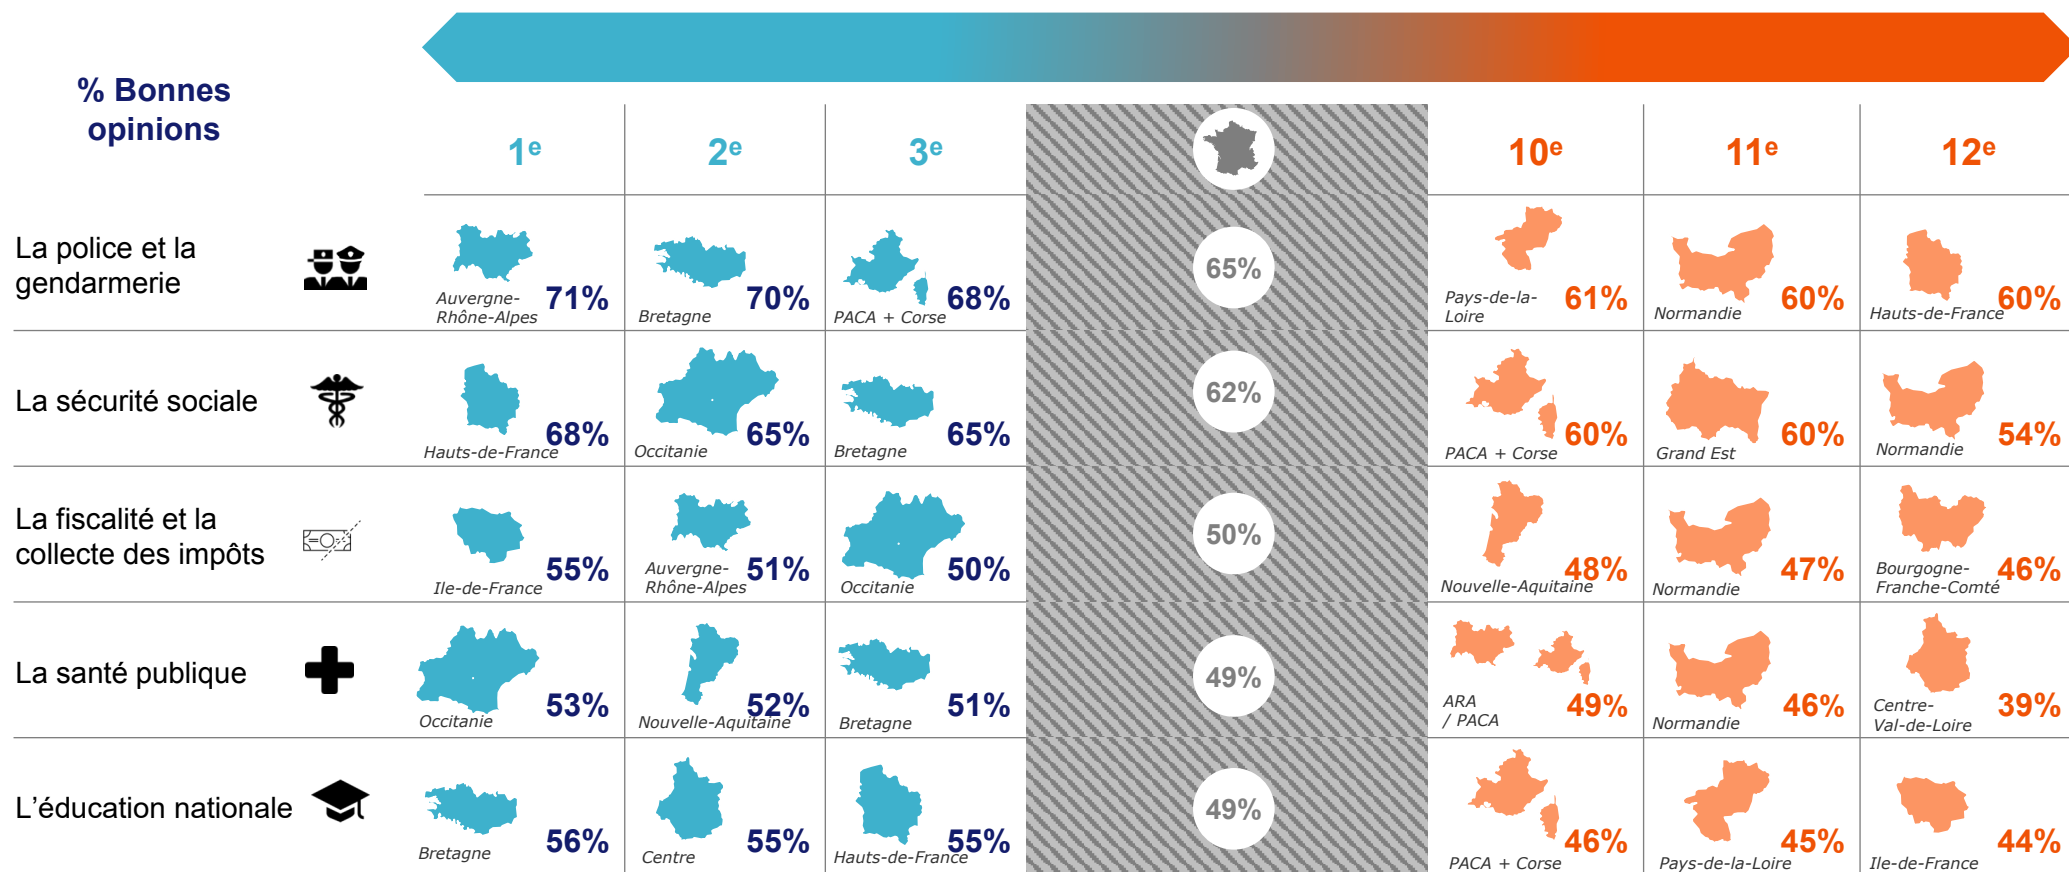 % Bonnes
opinions
1e
2e
3e
10e
11e
12e
La police et la
gendarmerie
Auvergne-
Rhône-Alpes
71%
Bretagne
70%
PACA + Corse
68%
65%
Pays-de-la-
Loire
61%
Normandie
60%
Hauts-de-France
60%
La sécurité sociale
Hauts-de-France
68%
Occitanie
65%
Bretagne
65%
62%
PACA + Corse
60%
Grand Est
60%
Normandie
54%
La fiscalité et la
collecte des impôts
Ile-de-France
55%
Auvergne-
Rhône-Alpes
51%
Occitanie
50%
50%
Nouvelle-Aquitaine
48%
Normandie
47%
Bourgogne-
Franche-Comté
46%
La santé publique
Occitanie
53%
Nouvelle-Aquitaine
52%
Bretagne
51%
49%
ARA
/ PACA
49%
Normandie
46%
Centre-
Val-de-Loire
39%
L'éducation nationale
Bretagne
56%
Centre
55%
Hauts-de-France
55%
49%
PACA + Corse
46%
Pays-de-la-Loire
45%
Ile-de-France
44%